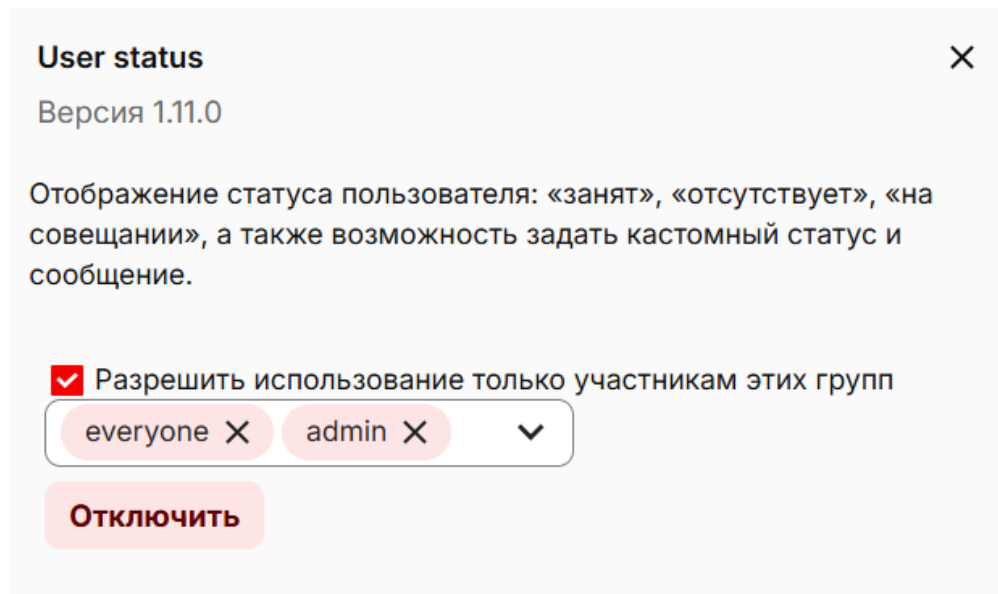 User status
Версия 1.11.0
Отображение статуса пользователя: «занят», «отсутствует», «на
совещании», а также возможность задать кастомный статус и
сообщение.
Разрешить использование только участникам этих групп
everyone admin
Отключить